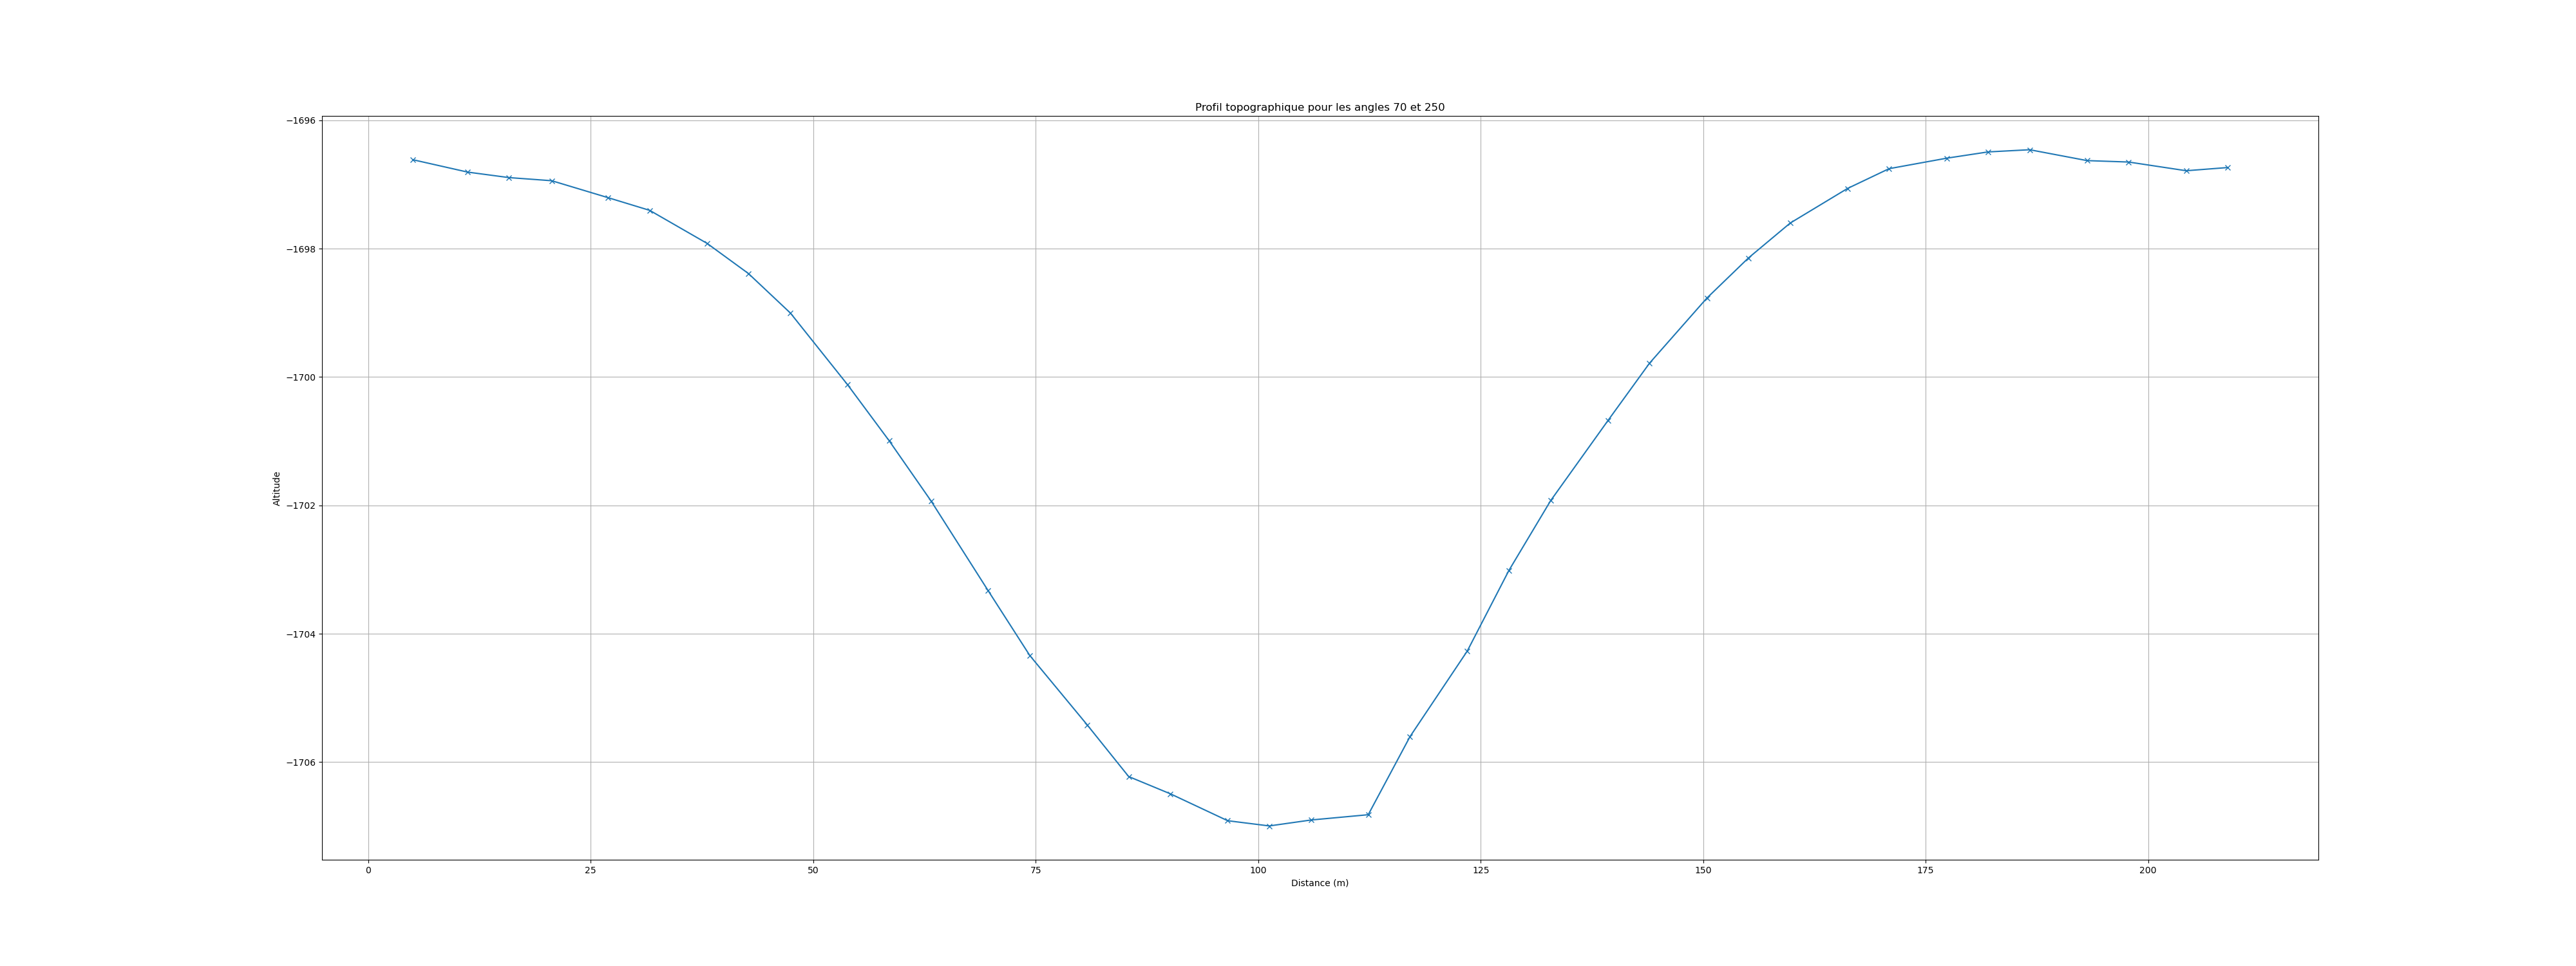 Profil topographique pour les angles 70 et 250
−1696
−1698
−1700
−1702
−1704
−1706
Altitude
0 25 50 75 100 125 150 175 200
Distance (m)